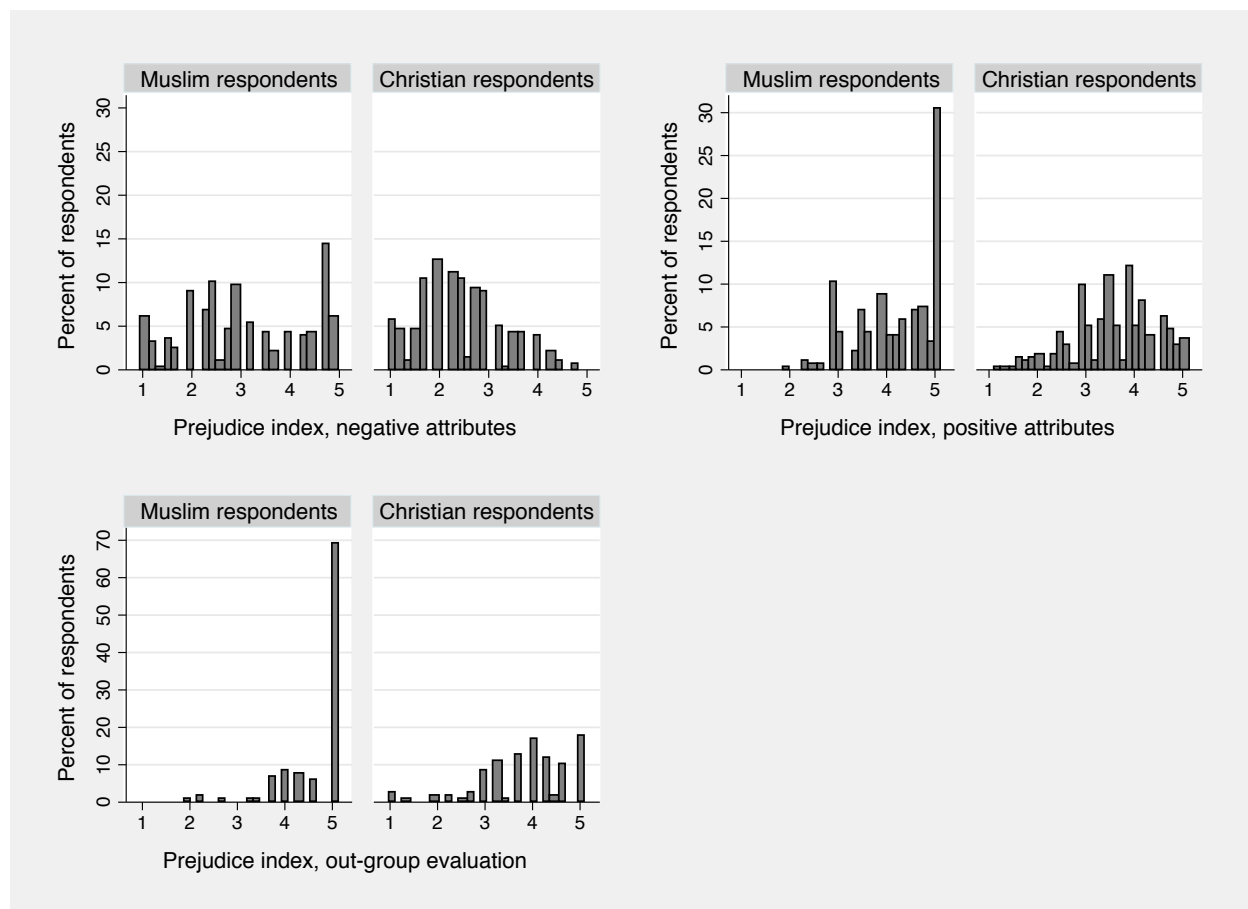 Muslim respondents Christian respondents
Percent of respondents
0 5 10 15 20 25 30
1 2 3 4 5 1 2 3 4 5
Prejudice index, negative attributes
Muslim respondents Christian respondents
Percent of respondents
0 5 10 15 20 25 30
1 2 3 4 5 1 2 3 4 5
Prejudice index, positive attributes
Muslim respondents Christian respondents
Percent of respondents
0 10 20 30 40 50 60 70
1 2 3 4 5 1 2 3 4 5
Prejudice index, out-group evaluation